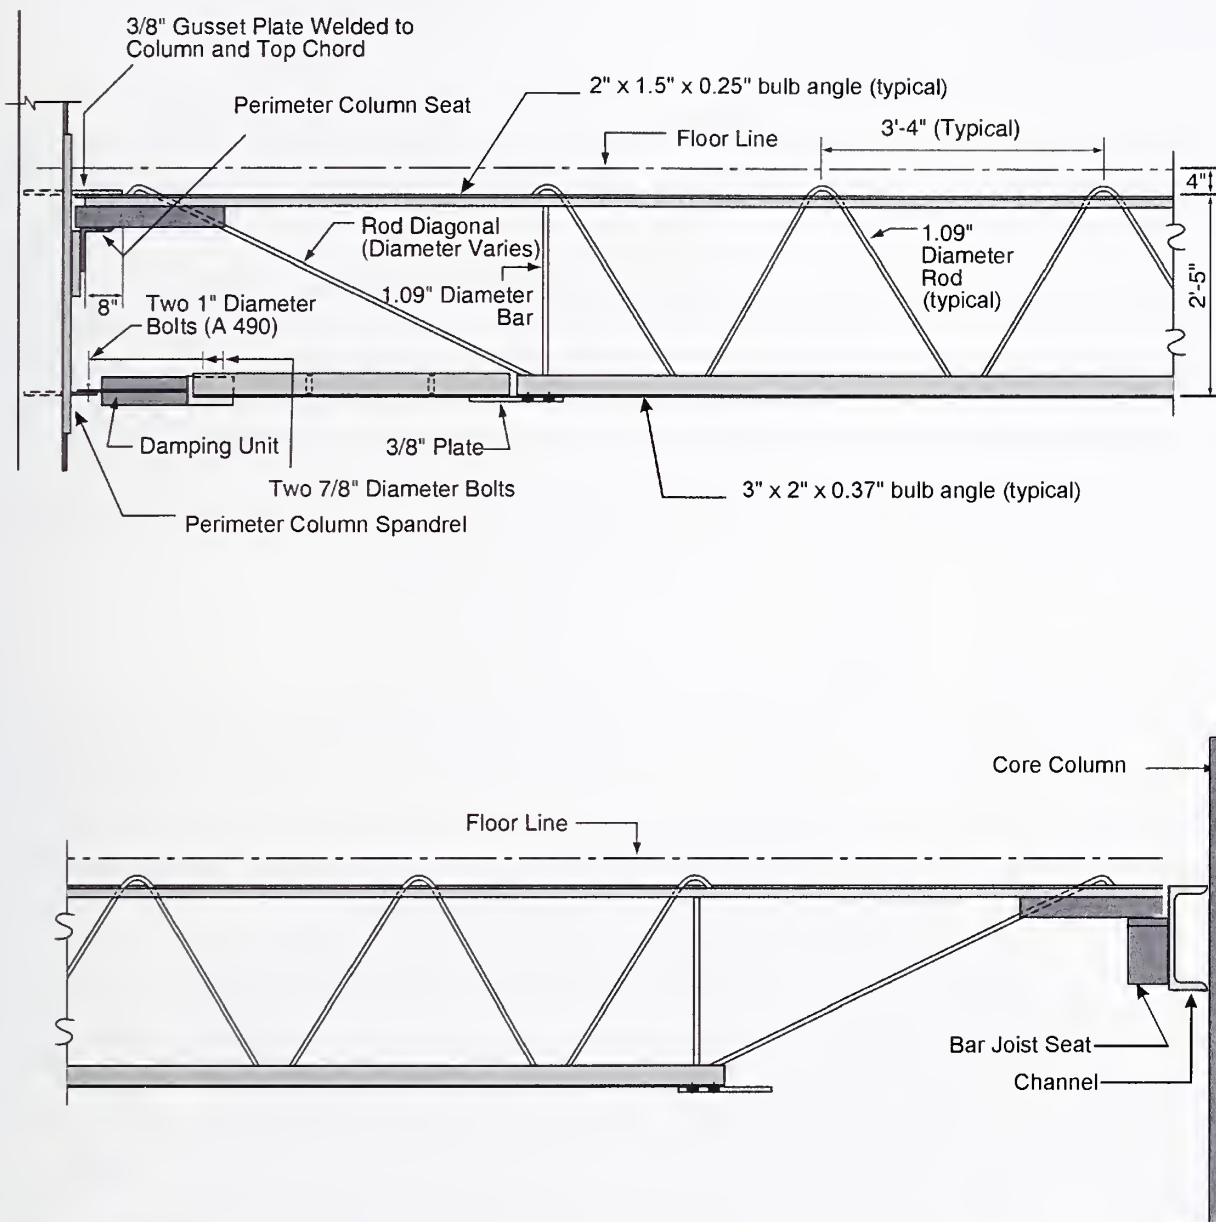 3/8" Gusset Plate Welded to
Column and Top Chord
2" x 1.5" x 0.25" bulb angle (typical)
Perimeter Column Seat
3'-4" (Typical)
Floor Line
4"
Rod Diagonal
(Diameter Varies)
1.09"
Diameter
Rod
(typical)
1.09" Diameter
Bar
2'-5"
8"
Two 1" Diameter
Bolts (A 490)
Damping Unit
3/8" Plate
Two 7/8" Diameter Bolts
3" x 2" x 0.37" bulb angle (typical)
Perimeter Column Spandrel
Core Column
Floor Line
Bar Joist Seat
Channel